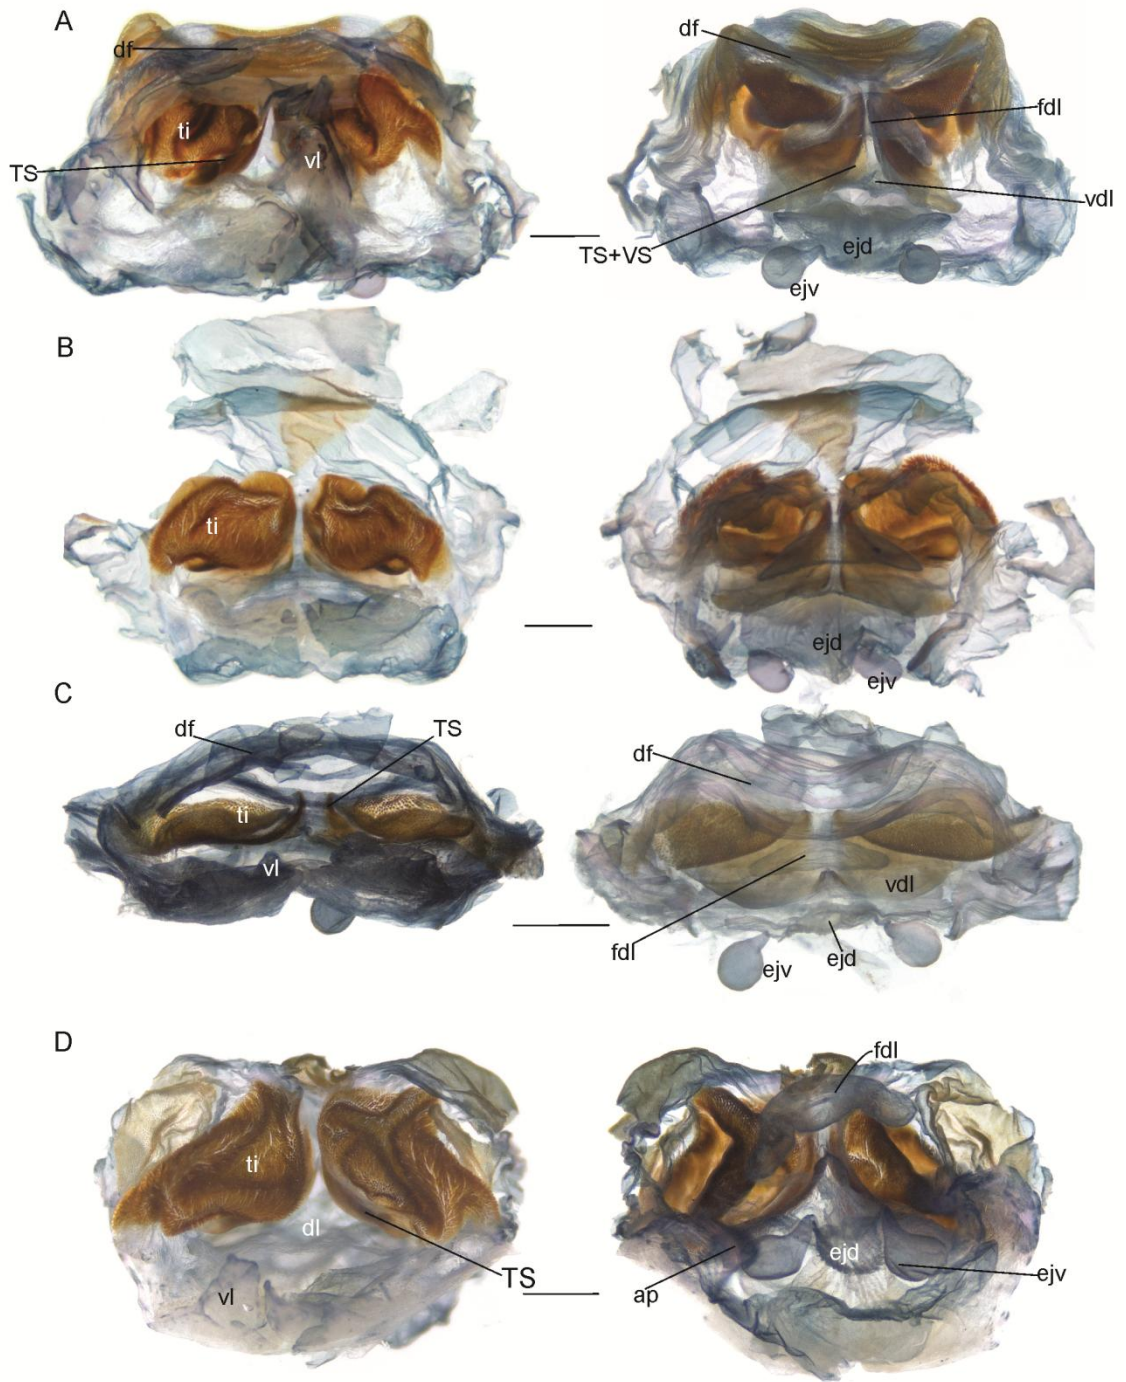 A
df
ti
TS
vl
df
fdl
vdl
TS+VS
ejd
ejv
B
ti
ejd
ejv
C
df
TS
ti
vl
df
vdl
fdl
ejd
ejv
D
ti
dl
TS
vl
fdl
ejd
ejv
ap